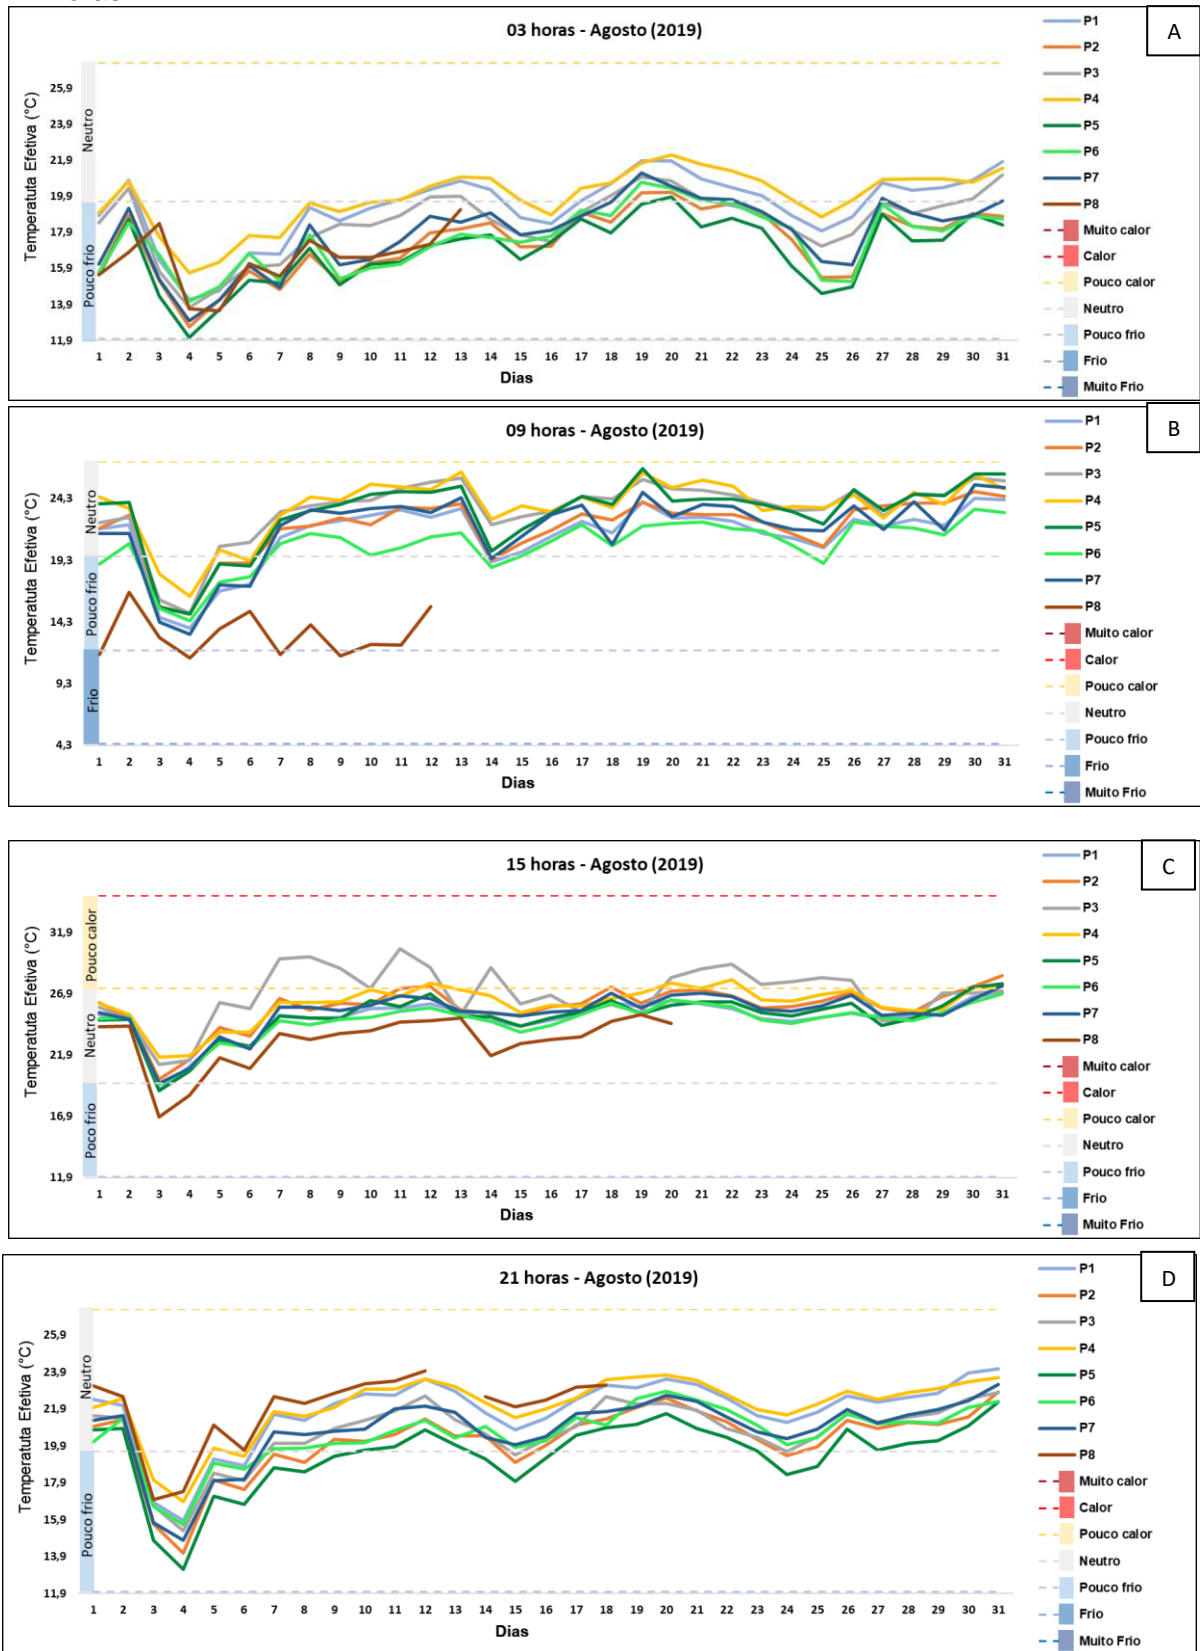 03 horas - Agosto (2019)
A
Temperatuta Efetiva (°C)
Neutro
Pouco frio
25,9
23,9
21,9
19,9
17,9
15,9
13,9
11,9
1 2 3 4 5 6 7 8 9 10 11 12 13 14 15 16 17 18 19 20 21 22 23 24 25 26 27 28 29 30 31
Dias
P1
P2
P3
P4
P5
P6
P7
P8
Muito calor
Calor
Pouco calor
Neutro
Pouco frio
Frio
Muito Frio
09 horas - Agosto (2019)
B
Temperatuta Efetiva (°C)
Neutro
Pouco frio
Frio
24,3
19,3
14,3
9,3
4,3
1 2 3 4 5 6 7 8 9 10 11 12 13 14 15 16 17 18 19 20 21 22 23 24 25 26 27 28 29 30 31
Dias
P1
P2
P3
P4
P5
P6
P7
P8
Muito calor
Calor
Pouco calor
Neutro
Pouco frio
Frio
Muito Frio
15 horas - Agosto (2019)
C
Temperatuta Efetiva (°C)
Pouco calor
Neutro
Poco frio
31,9
26,9
21,9
16,9
11,9
1 2 3 4 5 6 7 8 9 10 11 12 13 14 15 16 17 18 19 20 21 22 23 24 25 26 27 28 29 30 31
Dias
P1
P2
P3
P4
P5
P6
P7
P8
Muito calor
Calor
Pouco calor
Neutro
Pouco frio
Frio
Muito Frio
21 horas - Agosto (2019)
D
Temperatuta Efetiva (°C)
Neutro
Pouco frio
25,9
23,9
21,9
19,9
17,9
15,9
13,9
11,9
1 2 3 4 5 6 7 8 9 10 11 12 13 14 15 16 17 18 19 20 21 22 23 24 25 26 27 28 29 30 31
Dias
P1
P2
P3
P4
P5
P6
P7
P8
Muito calor
Calor
Pouco calor
Neutro
Pouco frio
Frio
Muito Frio